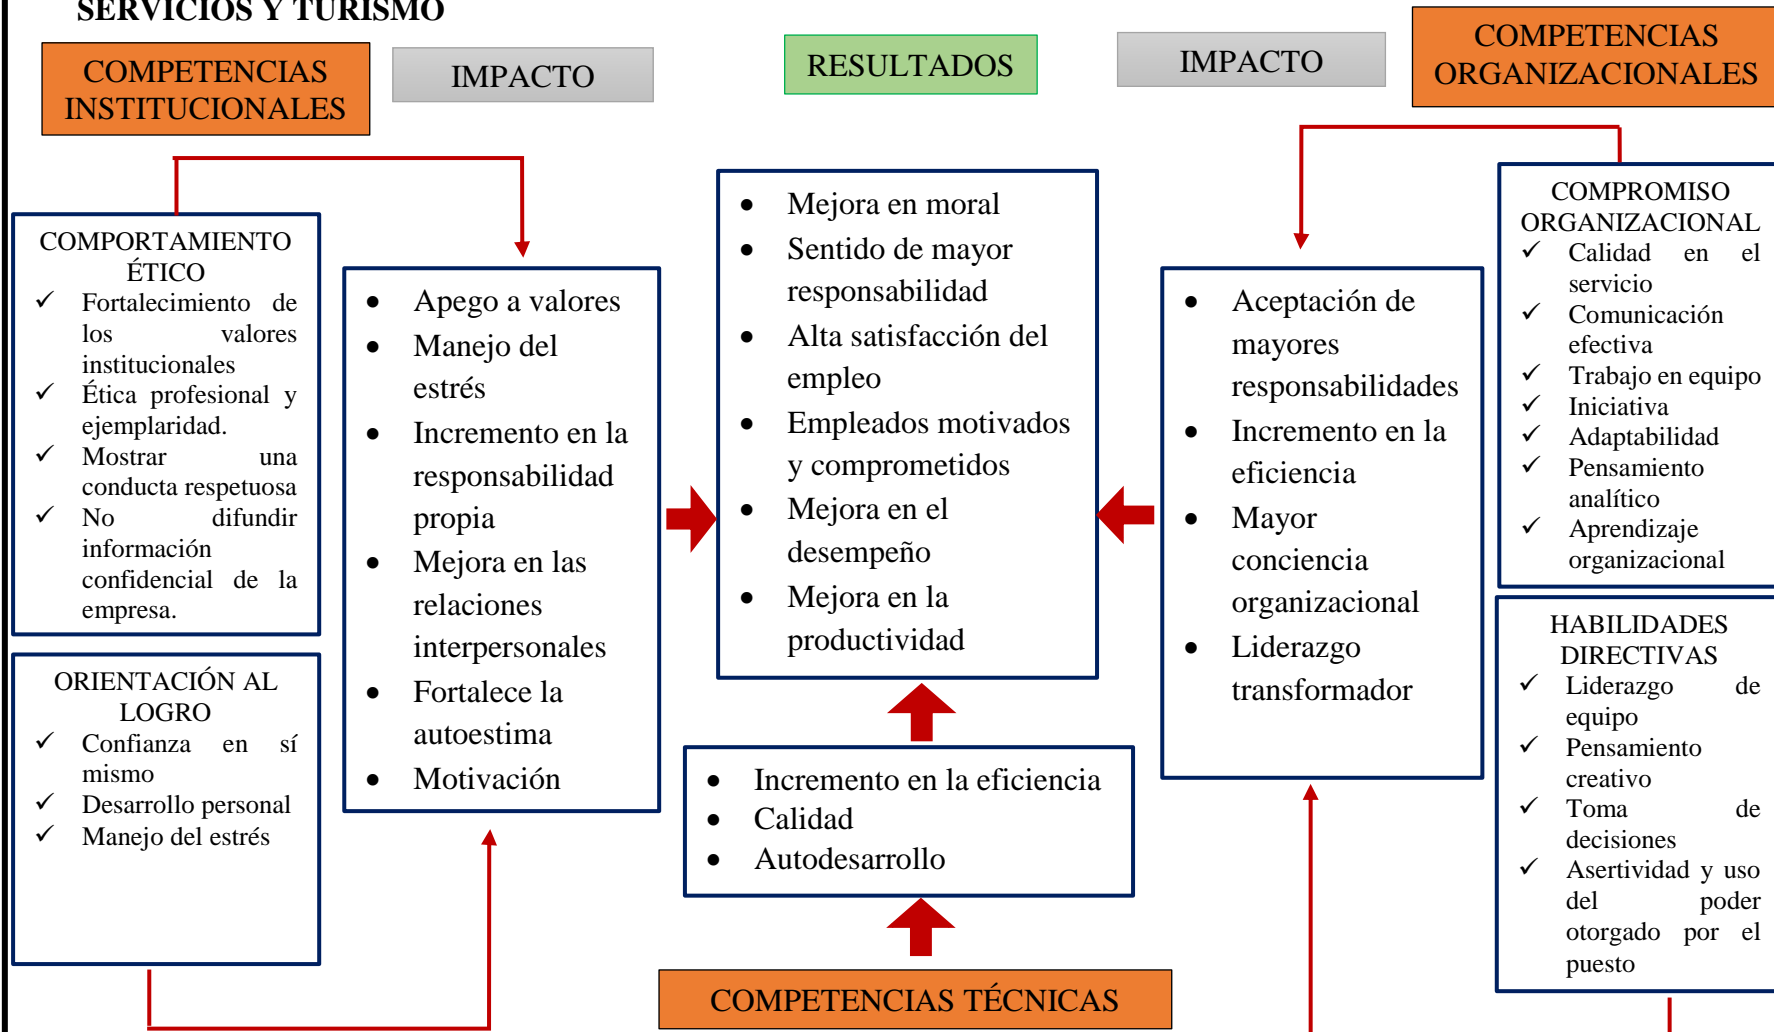 SERVICIOS Y TURISMO
COMPETENCIAS
INSTITUCIONALES
IMPACTO
RESULTADOS
IMPACTO
COMPETENCIAS
ORGANIZACIONALES
COMPORTAMIENTO
ÉTICO
✓ Fortalecimiento de
los valores
institucionales
✓ Ética profesional y
ejemplaridad.
✓ Mostrar una
conducta respetuosa
✓ No difundir
información
confidencial de la
empresa.
ORIENTACIÓN AL
LOGRO
✓ Confianza en sí
mismo
✓ Desarrollo personal
✓ Manejo del estrés
• Apego a valores
• Manejo del
estrés
• Incremento en la
responsabilidad
propia
• Mejora en las
relaciones
interpersonales
• Fortalece la
autoestima
• Motivación
• Mejora en moral
• Sentido de mayor
responsabilidad
• Alta satisfacción del
empleo
• Empleados motivados
y comprometidos
• Mejora en el
desempeño
• Mejora en la
productividad
• Incremento en la eficiencia
• Calidad
• Autodesarrollo
COMPETENCIAS TÉCNICAS
• Aceptación de
mayores
responsabilidades
• Incremento en la
eficiencia
• Mayor
conciencia
organizacional
• Liderazgo
transformador
COMPROMISO
ORGANIZACIONAL
✓ Calidad en el
servicio
✓ Comunicación
efectiva
✓ Trabajo en equipo
✓ Iniciativa
✓ Adaptabilidad
✓ Pensamiento
analítico
✓ Aprendizaje
organizacional
HABILIDADES
DIRECTIVAS
✓ Liderazgo de
equipo
✓ Pensamiento
creativo
✓ Toma de
decisiones
✓ Asertividad y uso
del poder
otorgado por el
puesto